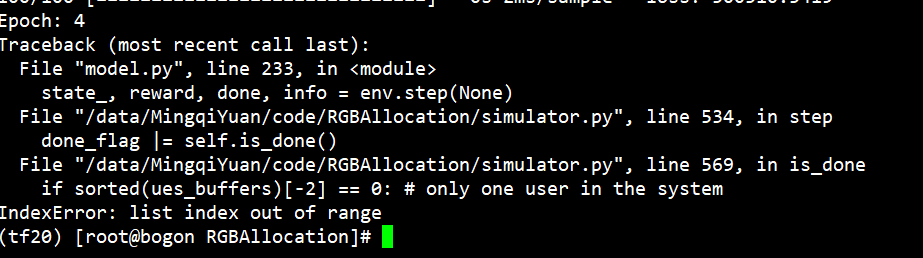 Epoch: 4
Traceback (most recent call last):
  File "model.py", line 233, in <module>
    state_, reward, done, info = env.step(None)
  File "/data/MingqiYuan/code/RGBAllocation/simulator.py", line 534, in step
    done_flag |= self.is_done()
  File "/data/MingqiYuan/code/RGBAllocation/simulator.py", line 569, in is_done
    if sorted(ues_buffers)[-2] == 0: # only one user in the system
IndexError: list index out of range
(tf20) [root@bogon RGBAllocation]#